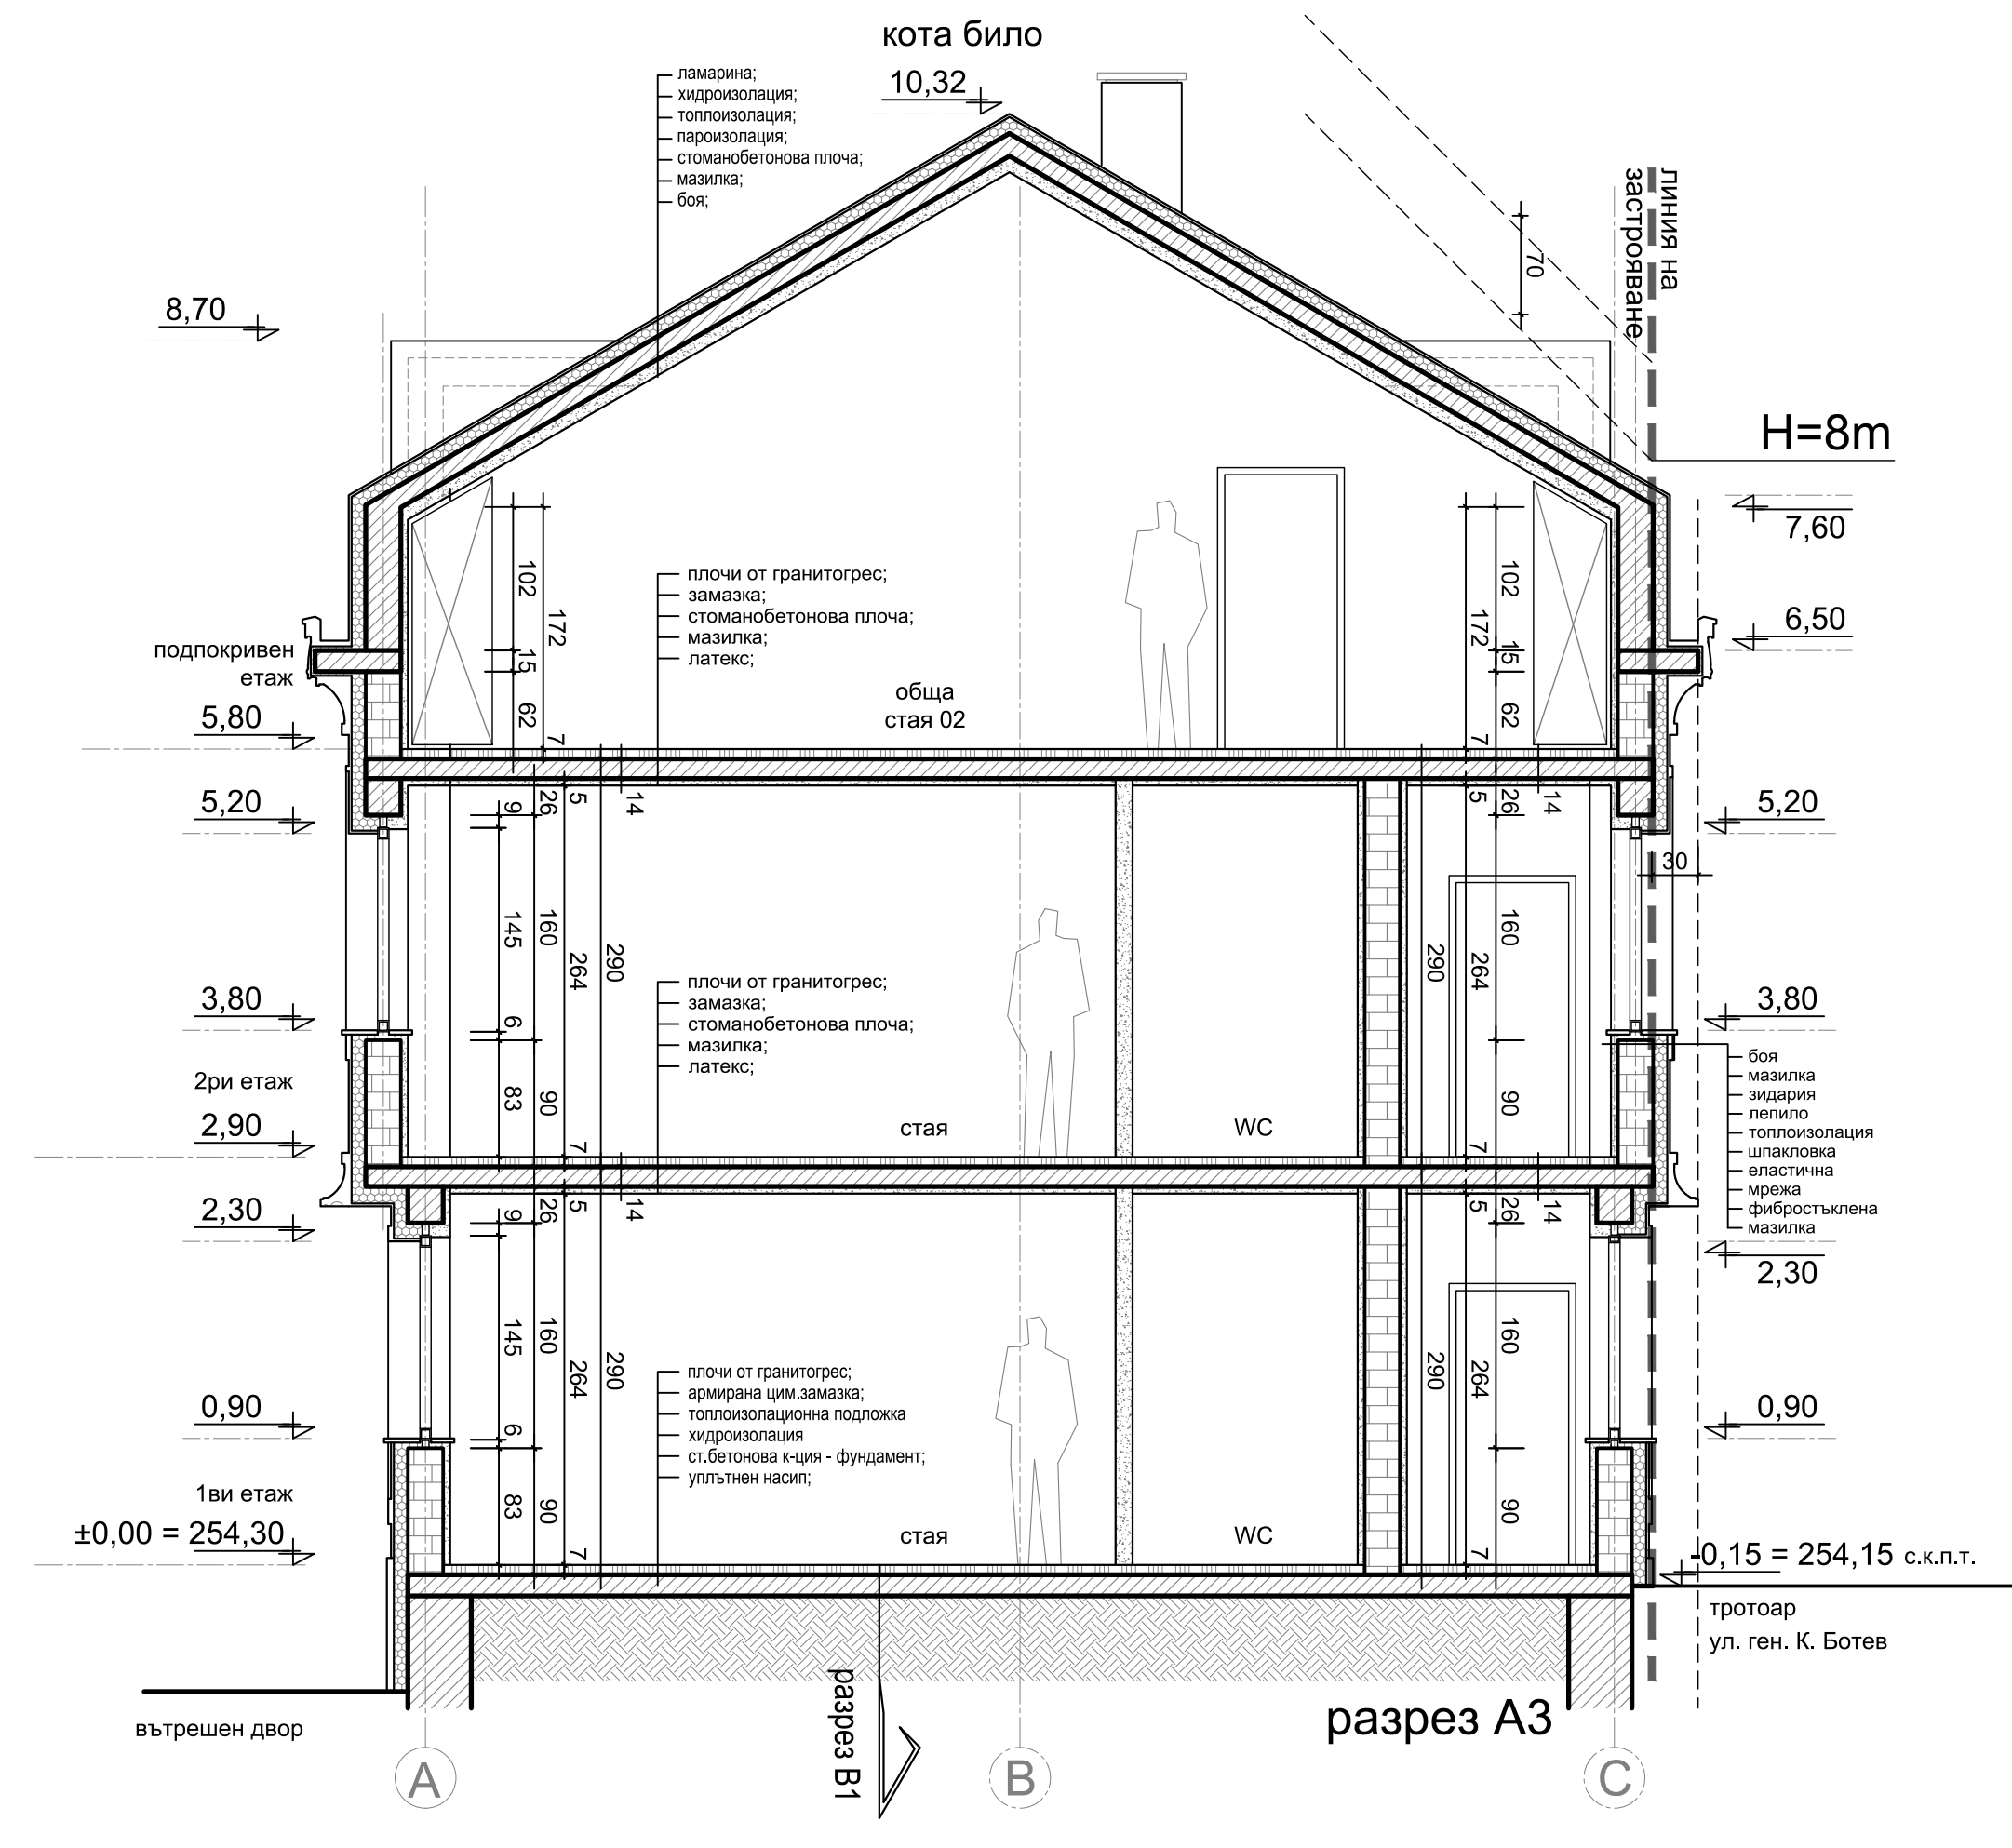 кота било
10,32
ламарина;
хидроизолация;
топлоизолация;
пароизолация;
стоманобетонова плоча;
мазилка;
боя;
линия на
застрояване
70
8,70
H=8m
7,60
6,50
102
172
15
62
7
102
172
15
62
7
плочи от гранитогрес;
замазка;
стоманобетонова плоча;
мазилка;
латекс;
подпокривен
етаж
5,80
обща
стая 02
5,20
9
26
5
14
5
26
14
5,20
30
145
160
264
290
290
264
160
3,80
6
83
90
7
7
90
3,80
плочи от гранитогрес;
замазка;
стоманобетонова плоча;
мазилка;
латекс;
боя
мазилка
зидария
лепило
топлоизолация
шпакловка
еластична
мрежа
фибростъклена
мазилка
2ри етаж
2,90
стая
WC
2,30
9
26
5
14
5
26
14
2,30
145
160
264
290
290
264
160
0,90
6
83
90
7
7
90
0,90
плочи от гранитогрес;
армирана цим.замазка;
топлоизолационна подложка
хидроизолация
ст.бетонова к-ция - фундамент;
уплътнен насип;
1ви етаж
±0,00 = 254,30
стая
WC
-0,15 = 254,15 с.к.п.т.
тротоар
ул. ген. К. Ботев
вътрешен двор
разрез B1
разрез A3
A
B
C